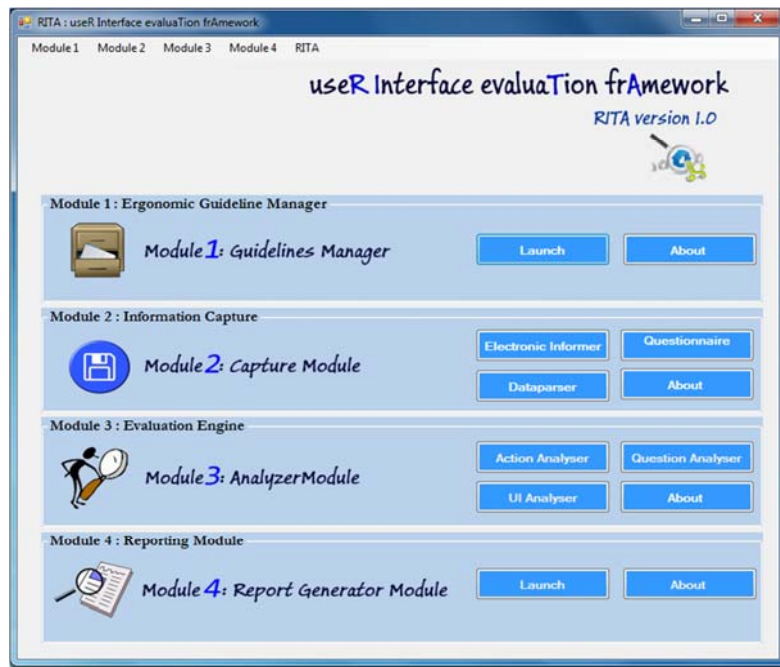 RITA : useR Interface evaluaTion frAmework
Module 1 Module 2 Module 3 Module 4 RITA
useR Interface evaluaTion frAmework
RITA version 1.0
Module 1 : Ergonomic Guideline Manager
Module 1: Guidelines Manager
Launch About
Module 2 : Information Capture
Electronic Informer Questionnaire
Module 2: Capture Module
Dataparser About
Module 3 : Evaluation Engine
Action Analyser Question Analyser
Module 3: AnalyzerModule
UI Analyser About
Module 4 : Reporting Module
Module 4: Report Generator Module
Launch About